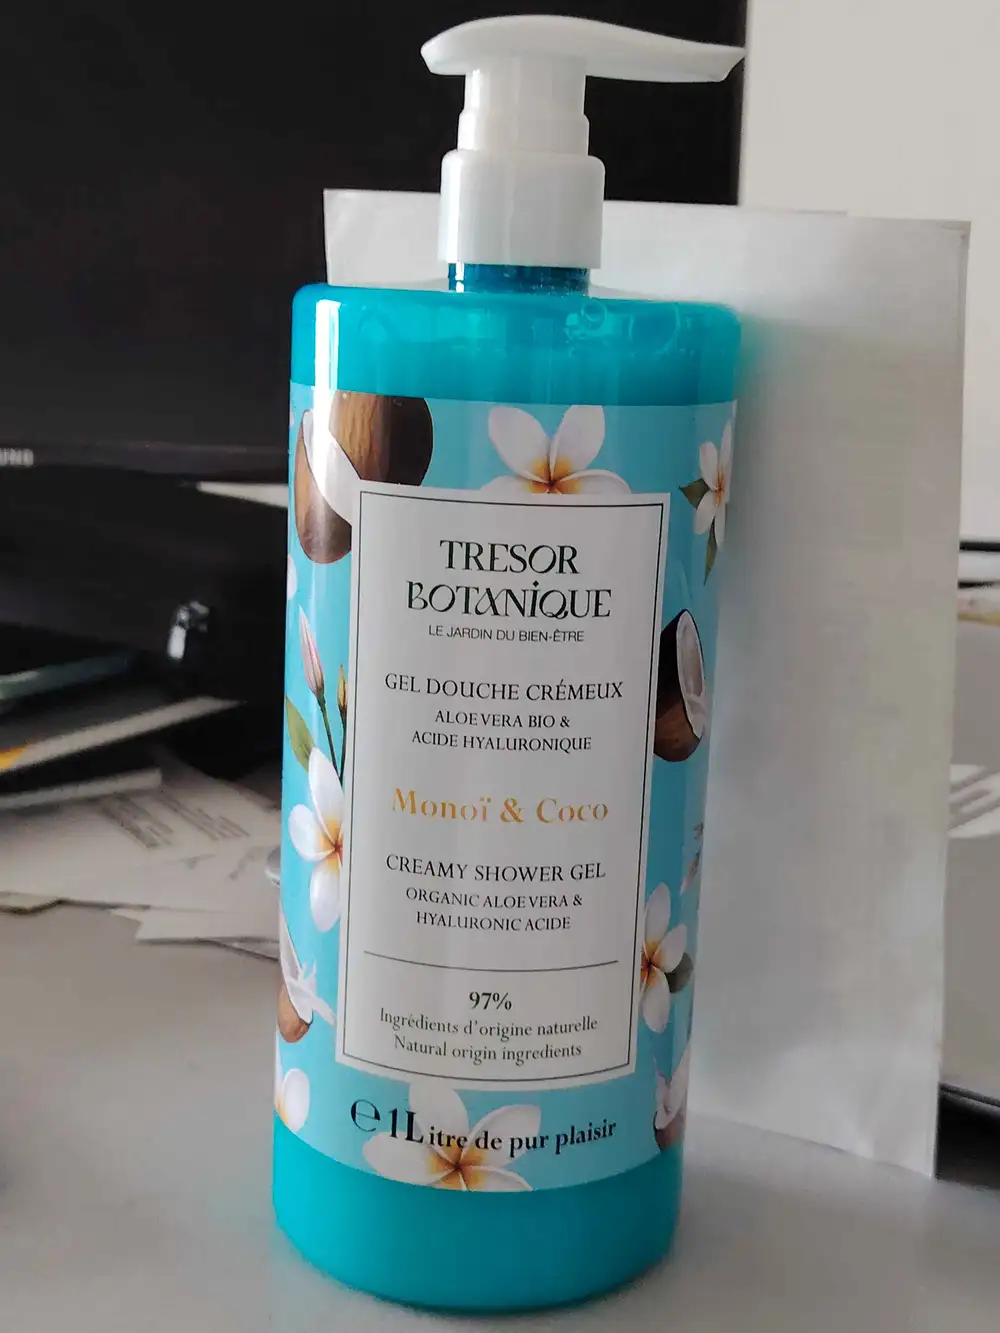 TRESOR
BOTANIQUE
LE JARDIN DU BIEN-ÊTRE
GEL DOUCHE CRÉMEUX
ALOE VERA BIO &
ACIDE HYALURONIQUE
Monoï & Coco
CREAMY SHOWER GEL
ORGANIC ALOE VERA &
HYALURONIC ACIDE
97%
Ingrédients d'origine naturelle
Natural origin ingredients
℮ 1Litre de pur plaisir